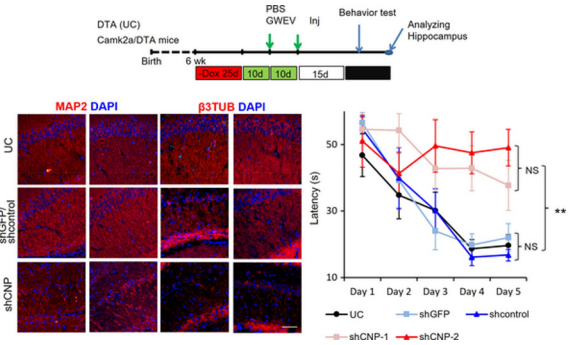 PBS
GWEV
Inj
Behavior test
DTA (UC)
Camk2a/DTA mice
Analyzing
Hippocampus
Birth
6 wk
-Dox 25d
10d
10d
15d
MAP2 DAPI
β3TUB DAPI
UC
shGFP/
shcontrol
shCNP
Latency (s)
50
30
10
NS
**
NS
Day 1
Day 2
Day 3
Day 4
Day 5
UC
shGFP
shcontrol
shCNP-1
shCNP-2